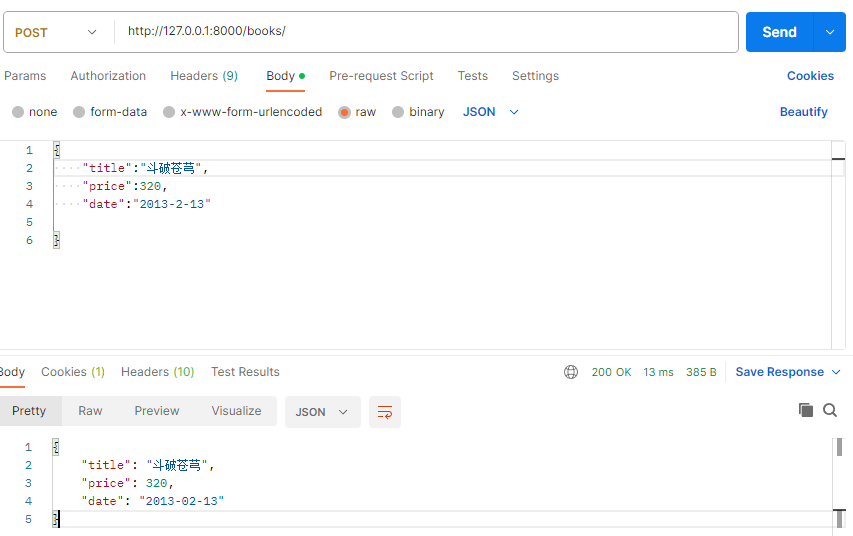 POST http://127.0.0.1:8000/books/ Send
Params Authorization Headers (9) Body Pre-request Script Tests Settings Cookies
none form-data x-www-form-urlencoded raw binary JSON Beautify
1 {
2 "title":"斗破苍芎",
3 "price":320,
4 "date":"2013-2-13"
5
6 }
Body Cookies (1) Headers (10) Test Results 200 OK 13 ms 385 B Save Response
Pretty Raw Preview Visualize JSON
1 {
2 "title": "斗破苍芎",
3 "price": 320,
4 "date": "2013-02-13"
5 }